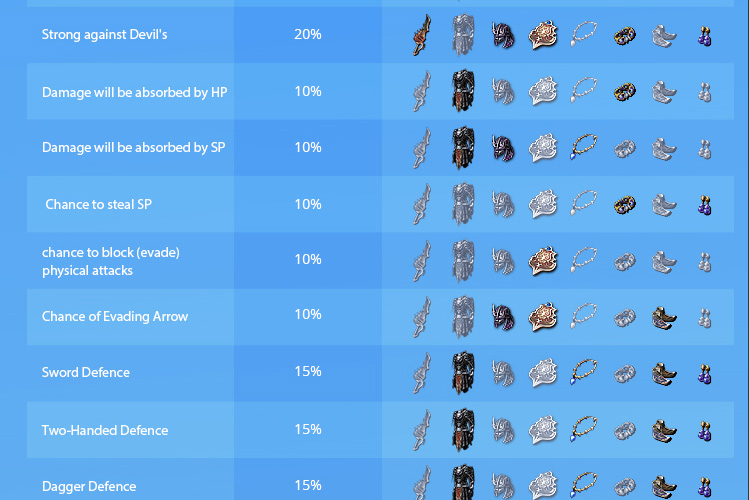 Strong against Devil's 20%
Damage will be absorbed by HP 10%
Damage will be absorbed by SP 10%
Chance to steal SP 10%
chance to block (evade)
physical attacks 10%
Chance of Evading Arrow 10%
Sword Defence 15%
Two-Handed Defence 15%
Dagger Defence 15%